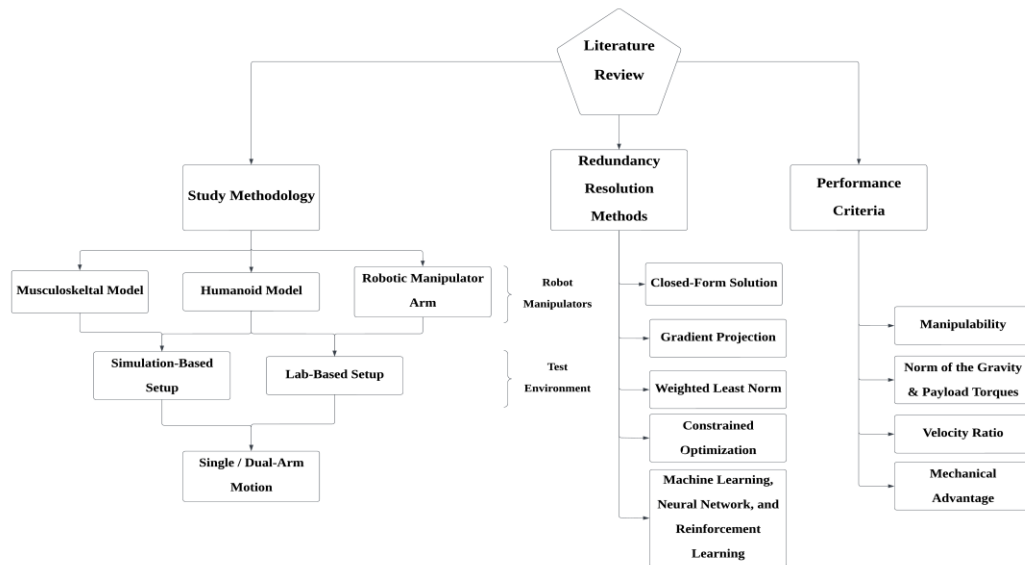 Literature
Review
Study Methodology
Musculoskeltal Model
Humanoid Model
Robotic Manipulator
Arm
Robot
Manipulators
Simulation-Based
Setup
Lab-Based Setup
Test
Environment
Single / Dual-Arm
Motion
Redundancy
Resolution
Methods
Closed-Form Solution
Gradient Projection
Weighted Least Norm
Constrained
Optimization
Machine Learning,
Neural Network, and
Reinforcement
Learning
Performance
Criteria
Manipulability
Norm of the Gravity
& Payload Torques
Velocity Ratio
Mechanical
Advantage